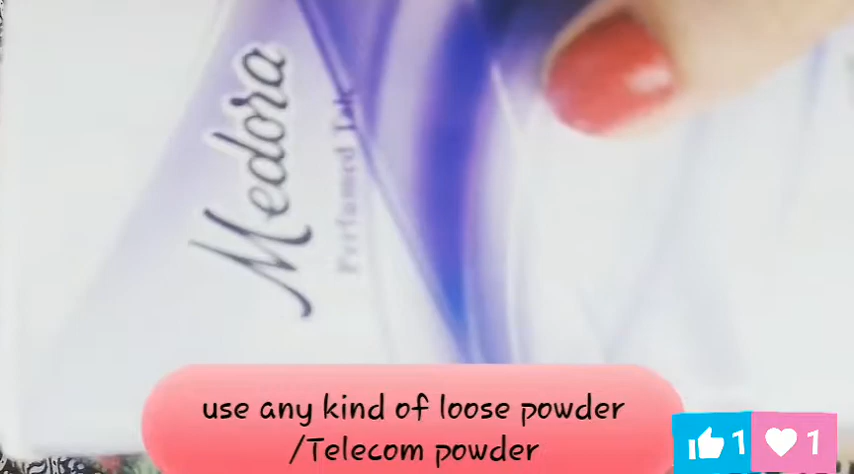 Medora
Perfumed Talc
use any kind of loose powder
/Telecom powder
1
1